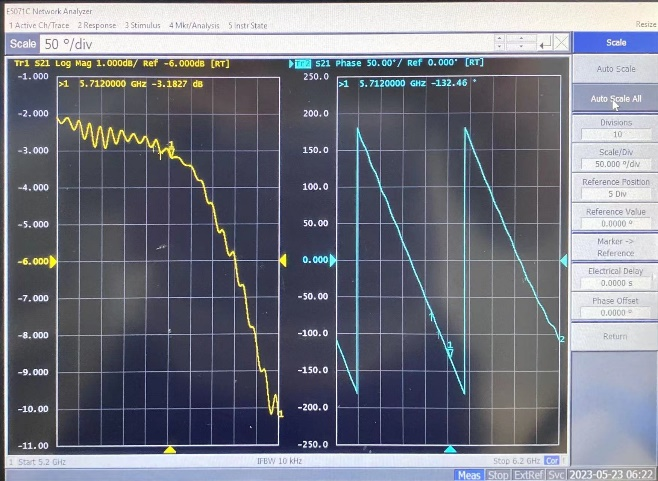 E5071C Network Analyzer
1 Active Ch/Trace 2 Response 3 Stimulus 4 Mkr/Analysis 5 Instr State
Resize
Scale 50 °/div
Scale
Tr1 S21 Log Mag 1.000dB/ Ref -6.000dB [RT]
Tr2 S21 Phase 50.00°/ Ref 0.000° [RT]
>1 5.7120000 GHz -3.1827 dB
>1 5.7120000 GHz -132.46 °
-1.000
-2.000
-3.000
-4.000
-5.000
-6.000
-7.000
-8.000
-9.000
-10.00
-11.00
1
1
250.0
200.0
150.0
100.0
50.00
0.000
-50.00
-100.0
-150.0
-200.0
-250.0
1
2
Auto Scale
Auto Scale All
Divisions
10
Scale/Div
50.000 °/div
Reference Position
5 Div
Reference Value
0.0000 °
Marker ->
Reference
Electrical Delay
0.0000 s
Phase Offset
0.0000 °
Return
1 Start 5.2 GHz
IFBW 10 kHz
Stop 6.2 GHz Cor
Meas Stop ExtRef Svc 2023-05-23 06:22